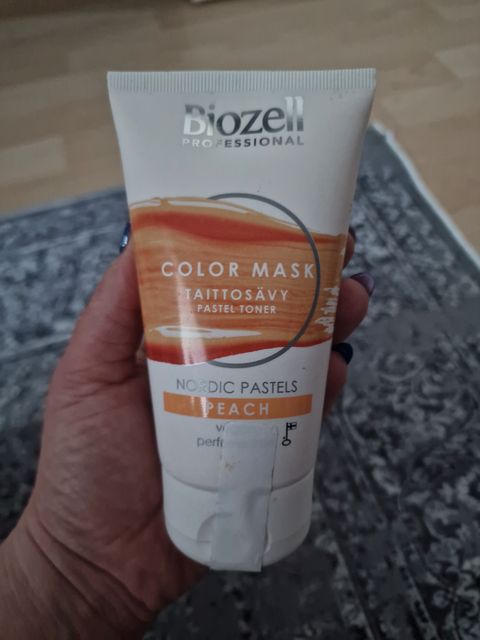 Biozell
PROFESSIONAL
COLOR MASK
TAITTOSÄVY
PASTEL TONER
NORDIC PASTELS
PEACH